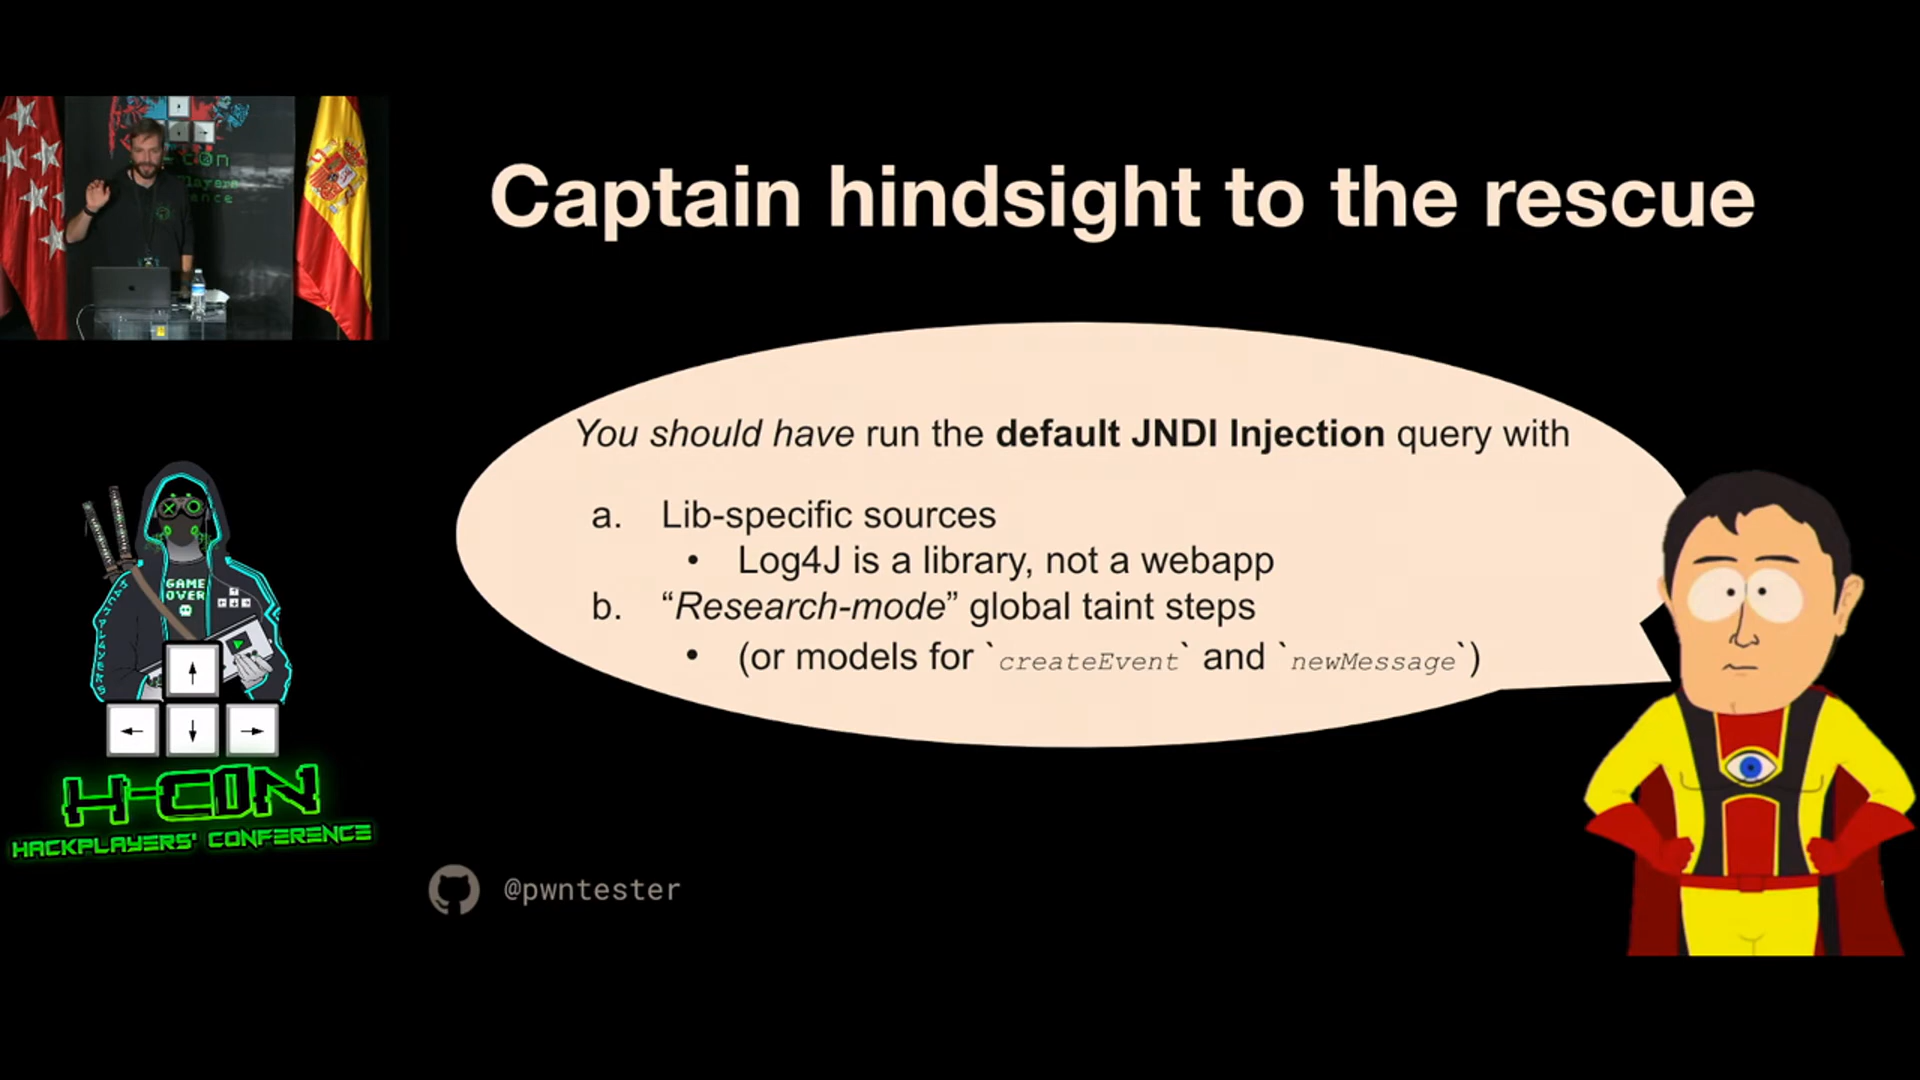 Captain hindsight to the rescue
You should have run the default JNDI Injection query with
a. Lib-specific sources
• Log4J is a library, not a webapp
b. “Research-mode” global taint steps
• (or models for `createEvent` and `newMessage`)
GAME
OVER
H-C0N
HACKPLAYERS' CONFERENCE
@pwntester